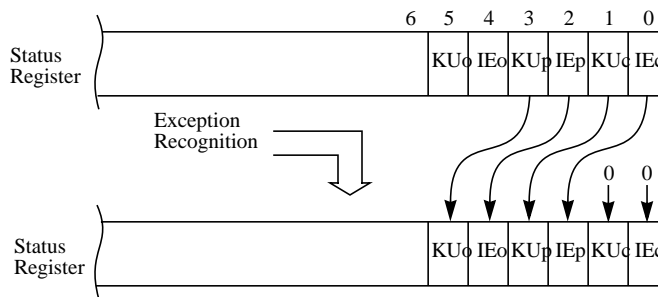 6 5 4 3 2 1 0
Status
Register
KUo IEo KUp IEp KUc IEc
Exception
Recognition
0 0
Status
Register
KUo IEo KUp IEp KUc IEc